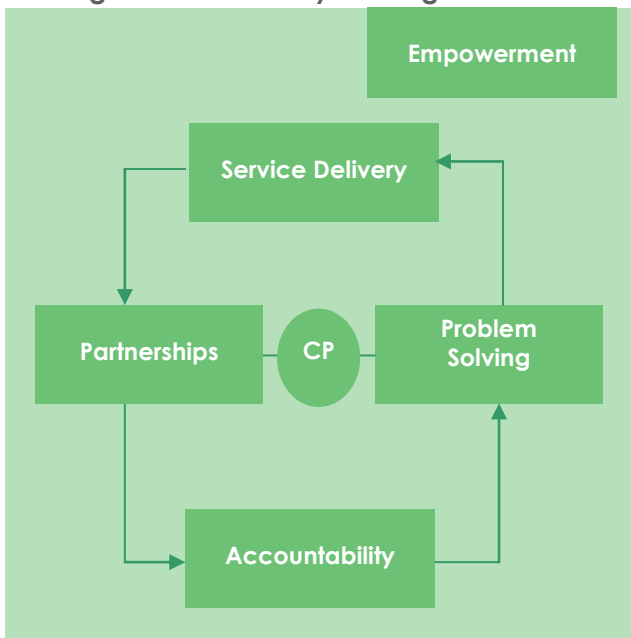 Empowerment
Service Delivery
Partnerships
CP
Problem
Solving
Accountability